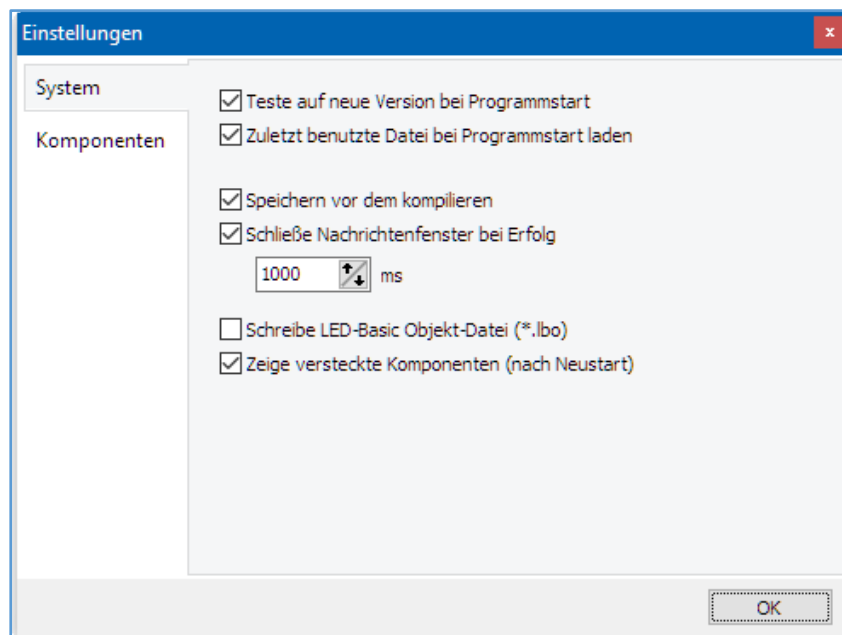 Einstellungen
x
System
Komponenten
Teste auf neue Version bei Programmstart
Zuletzt benutzte Datei bei Programmstart laden
Speichern vor dem kompilieren
Schließe Nachrichtenfenster bei Erfolg
1000 ms
Schreibe LED-Basic Objekt-Datei (*.lbo)
Zeige versteckte Komponenten (nach Neustart)
OK